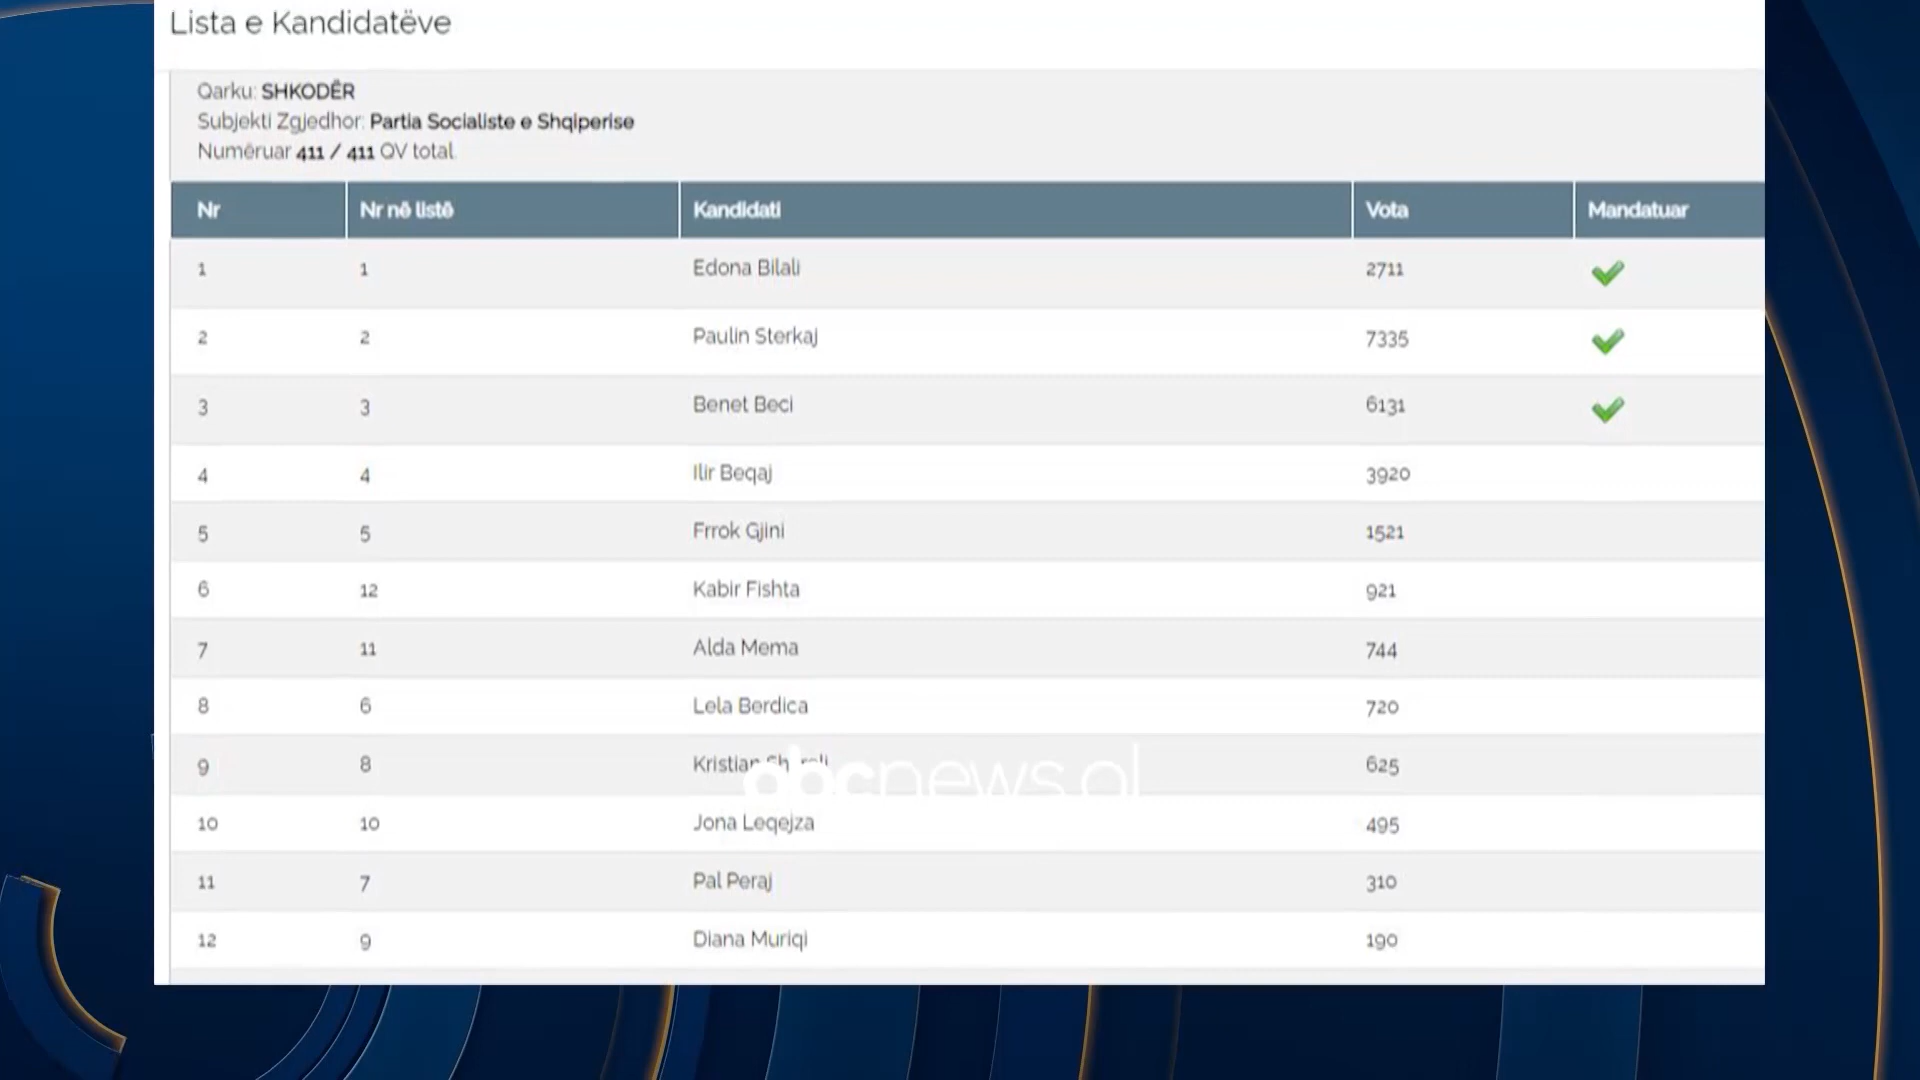 Lista e Kandidatëve
Qarku: SHKODËR
Subjekti Zgjedhor: Partia Socialiste e Shqiperise
Numëruar 411 / 411 QV total.
Nr Nr në listë Kandidati Vota Mandatuar
1 1 Edona Bilali 2711
2 2 Paulin Sterkaj 7335
3 3 Benet Beci 6131
4 4 Ilir Beqaj 3920
5 5 Frrok Gjini 1521
6 12 Kabir Fishta 921
7 11 Alda Mema 744
8 6 Lela Berdica 720
9 8 Kristian 625
abcnews.al
10 10 Jona Leqejza 495
11 7 Pal Peraj 310
12 9 Diana Muriqi 190